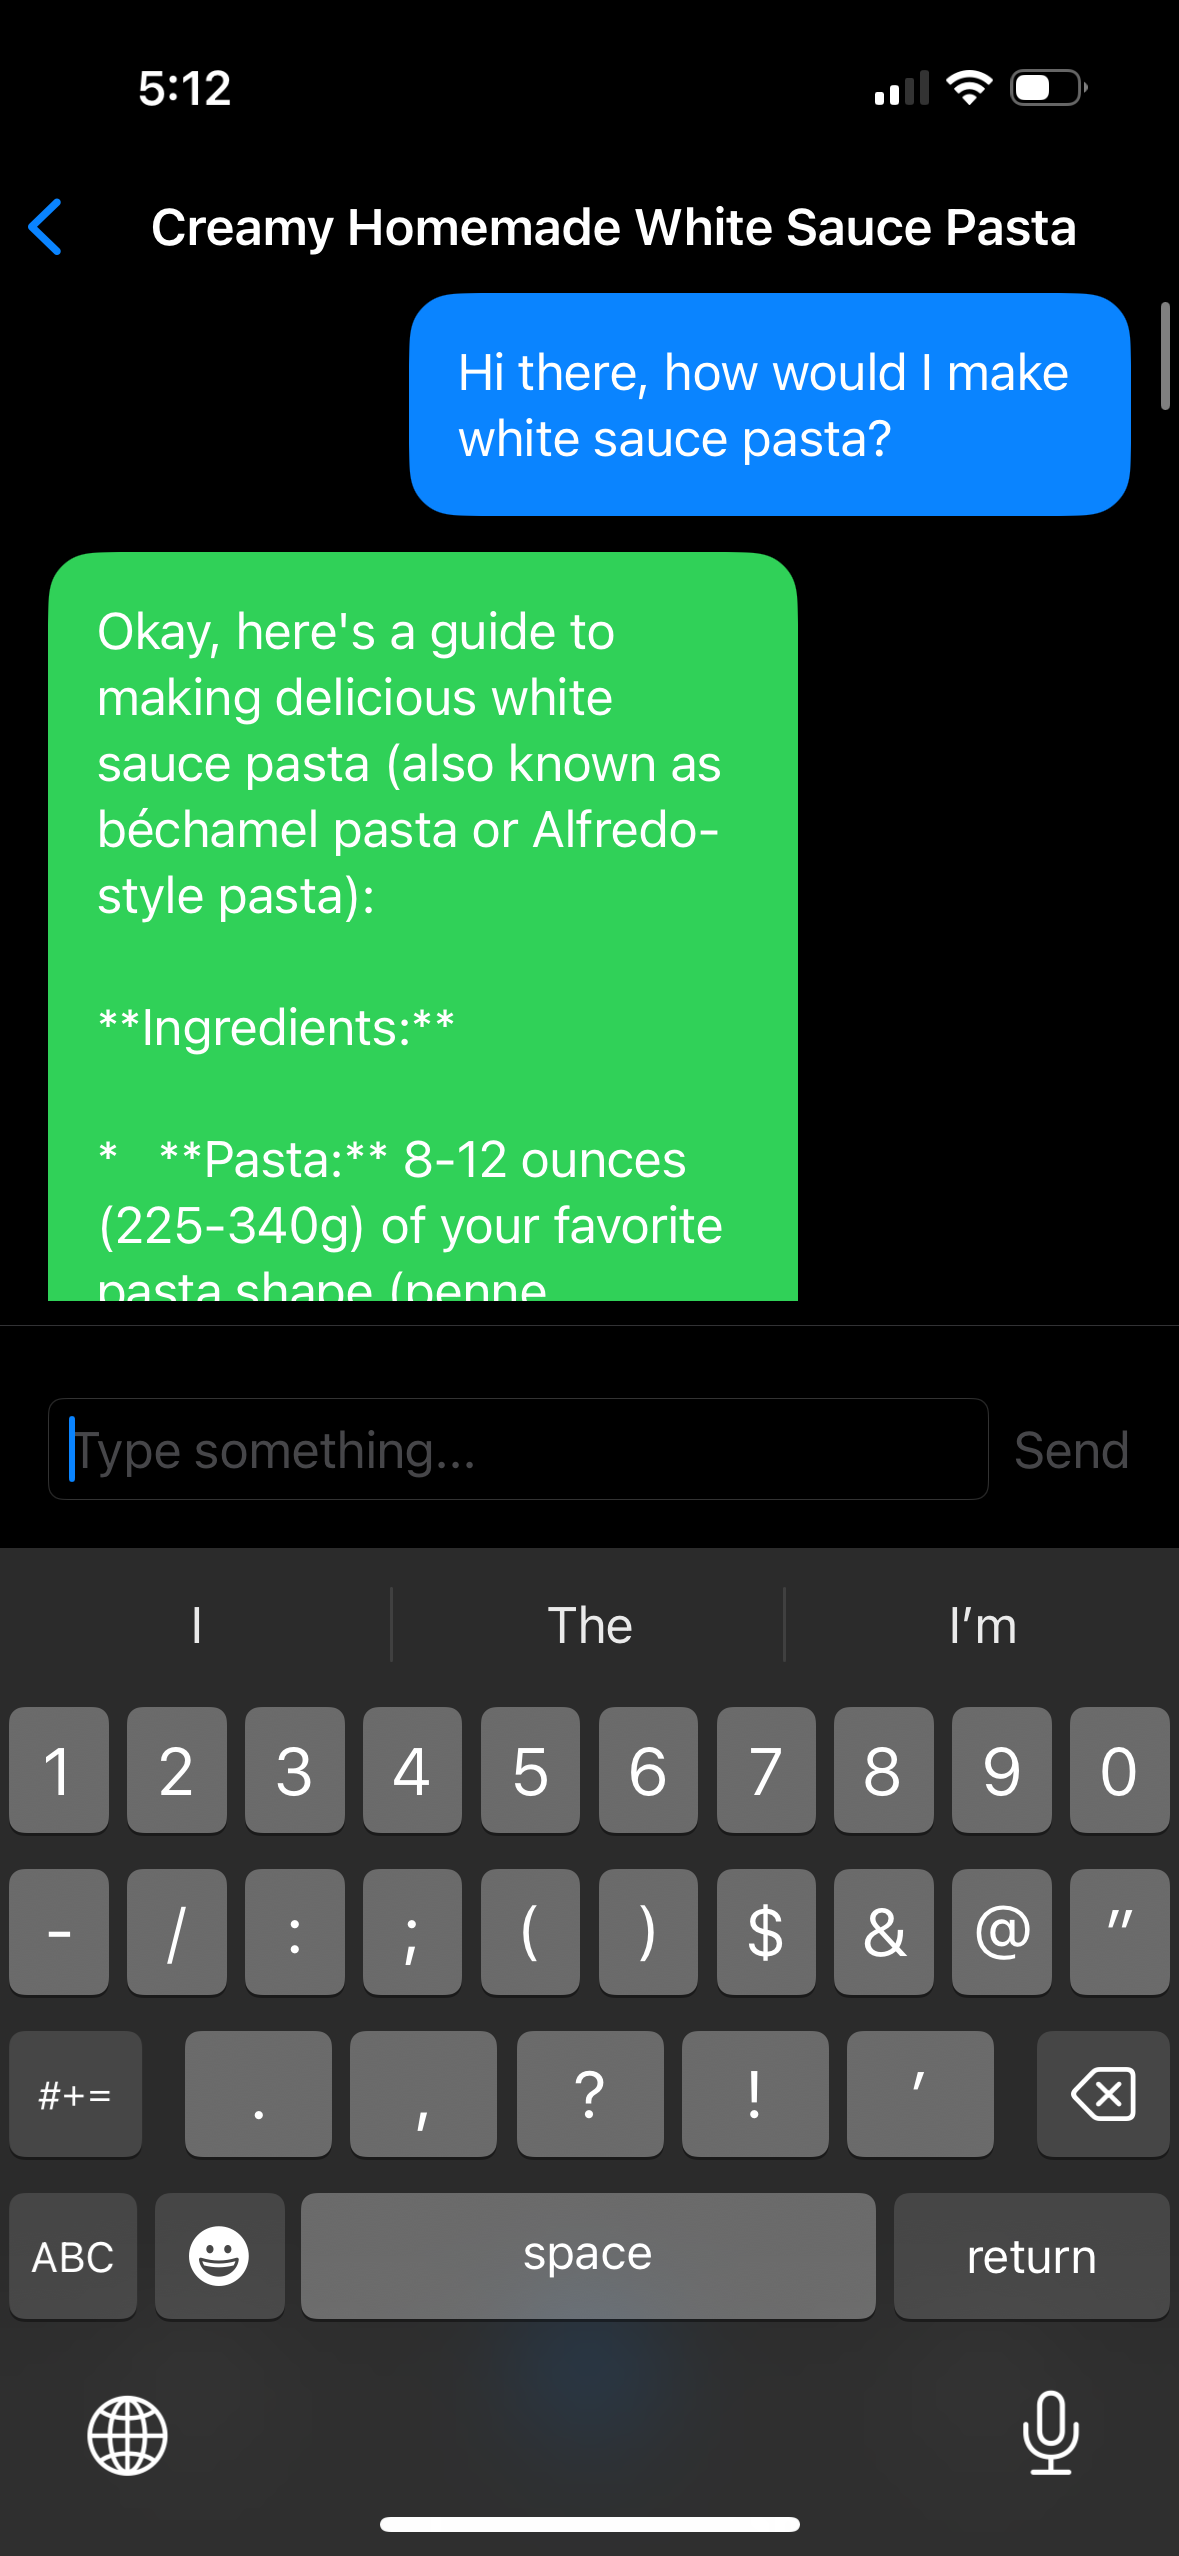 5:12
Creamy Homemade White Sauce Pasta
Hi there, how would I make
white sauce pasta?
Okay, here's a guide to
making delicious white
sauce pasta (also known as
béchamel pasta or Alfredo-
style pasta):
**Ingredients:**
*   **Pasta:** 8-12 ounces
(225-340g) of your favorite
pasta shape (penne
Type something...
Send
I
The
I’m
1 2 3 4 5 6 7 8 9 0
- / : ; ( ) $ & @ "
#+= . , ? ! ’
ABC
space
return